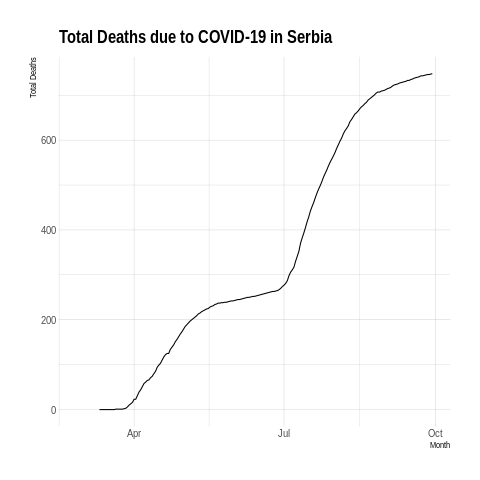 Total Deaths due to COVID-19 in Serbia
Total Deaths
600
400
200
0
Apr
Jul
Oct
Month